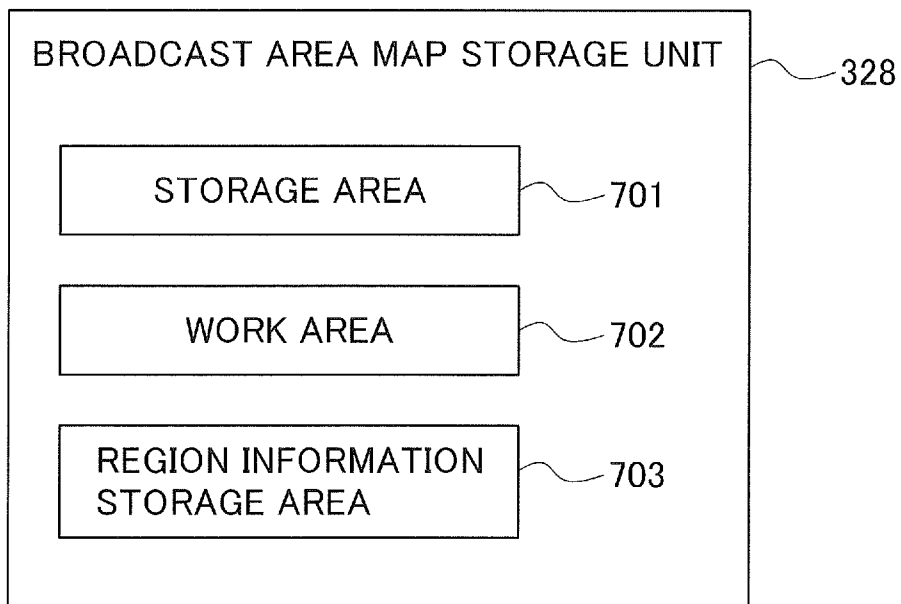 BROADCAST AREA MAP STORAGE UNIT
328
STORAGE AREA
701
WORK AREA
702
REGION INFORMATION
STORAGE AREA
703